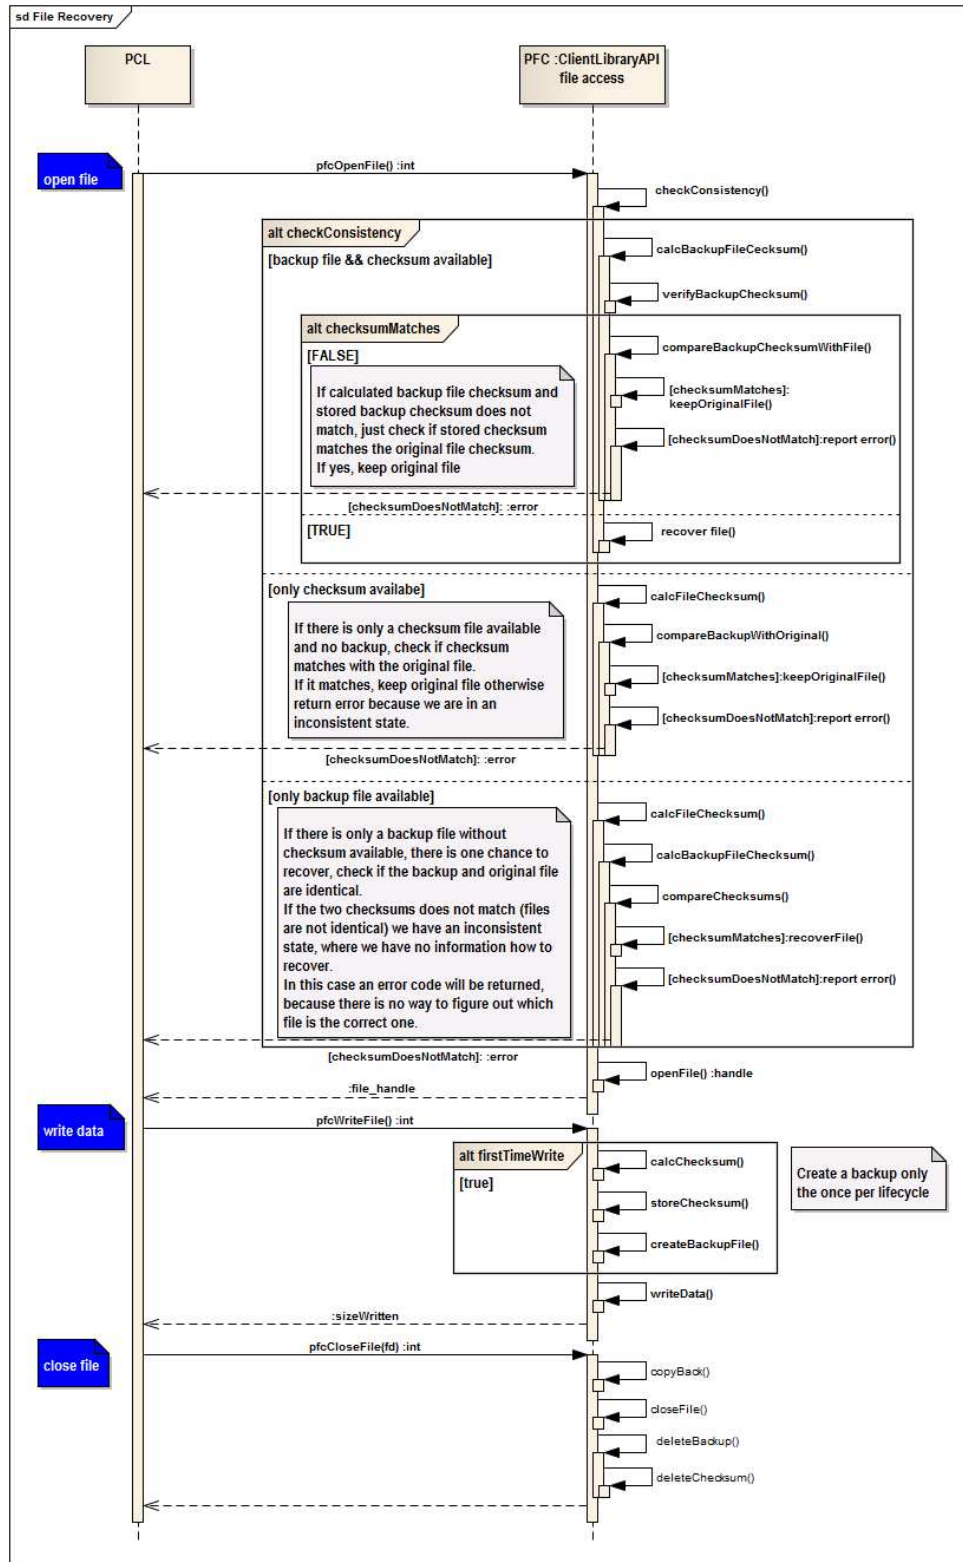 sd File Recovery
PCL
PFC :ClientLibraryAPI
file access
open file
pfcOpenFile() :int
checkConsistency()
alt checkConsistency
[backup file && checksum available]
calcBackupFileCecksum()
verifyBackupChecksum()
alt checksumMatches
[FALSE]
compareBackupChecksumWithFile()
If calculated backup file checksum and
stored backup checksum does not
match, just check if stored checksum
matches the original file checksum.
If yes, keep original file
[checksumMatches]:
keepOriginalFile()
[checksumDoesNotMatch]:report error()
[checksumDoesNotMatch]: :error
[TRUE]
recover file()
[only checksum availabe]
calcFileChecksum()
If there is only a checksum file available
and no backup, check if checksum
matches with the original file.
If it matches, keep original file otherwise
return error because we are in an
inconsistent state.
compareBackupWithOriginal()
[checksumMatches]:keepOriginalFile()
[checksumDoesNotMatch]:report error()
[checksumDoesNotMatch]: :error
[only backup file available]
calcFileChecksum()
If there is only a backup file without
checksum available, there is one chance to
recover, check if the backup and original file
are identical.
If the two checksums does not match (files
are not identical) we have an inconsistent
state, where we have no information how to
recover.
In this case an error code will be returned,
because there is no way to figure out which
file is the correct one.
calcBackupFileChecksum()
compareChecksums()
[checksumMatches]:recoverFile()
[checksumDoesNotMatch]:report error()
[checksumDoesNotMatch]: :error
openFile() :handle
:file_handle
write data
pfcWriteFile() :int
alt firstTimeWrite
[true]
calcChecksum()
storeChecksum()
createBackupFile()
Create a backup only
the once per lifecycle
writeData()
:sizeWritten
close file
pfcCloseFile(fd) :int
copyBack()
closeFile()
deleteBackup()
deleteChecksum()